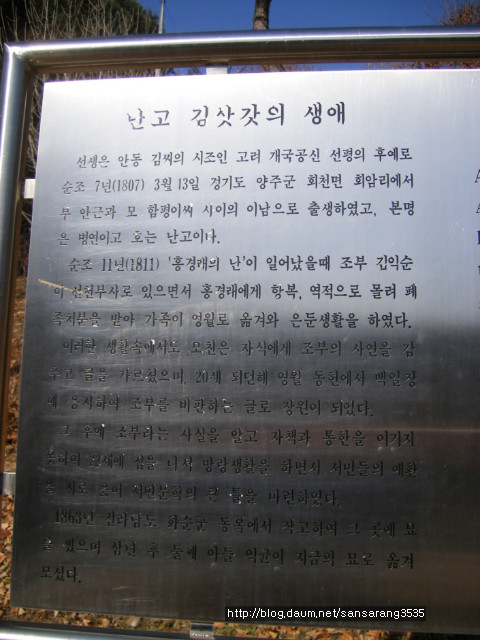 난고 김삿갓의 생애
선생은 안동 김씨의 시조인 고려 개국공신 선평의 후예로
순조 7년(1807) 3월 13일 경기도 양주군 회천면 회암리에서
부 안근과 모 함평이씨 사이의 이남으로 출생하였고, 본명
은 병연이고 호는 난고이다.
순조 11년(1811) '홍경래의 난'이 일어났을때 조부 김익순
이 선천부사로 있으면서 홍경래에게 항복, 역적으로 몰려 폐
족처분을 받아 가족이 영월로 옮겨와 은둔생활을 하였다.
이러한 생활속에서도 모친은 자식에게 조부의 사연을 감
추고 글을 가르쳤으며, 20세 되던해 영월 동헌에서 백일장
에 응시하여 조부를 비판하는 글로 장원이 되었다.
그 후에 조부라는 사실을 알고 자책과 통한을 이기지
못하여 삿갓을 방랑생활을 하면서 서민들의 애환
을 시로 읊어 서민문학의 큰 틀을 마련하였다.
1863년 전라남도 화순군 동복에서 작고하여 그 곳에 묘
를 썼으며 삼년 후 둘째 아들 익균이 지금의 묘로 옮겨
모셨다.
http://blog.daum.net/sansarang3535